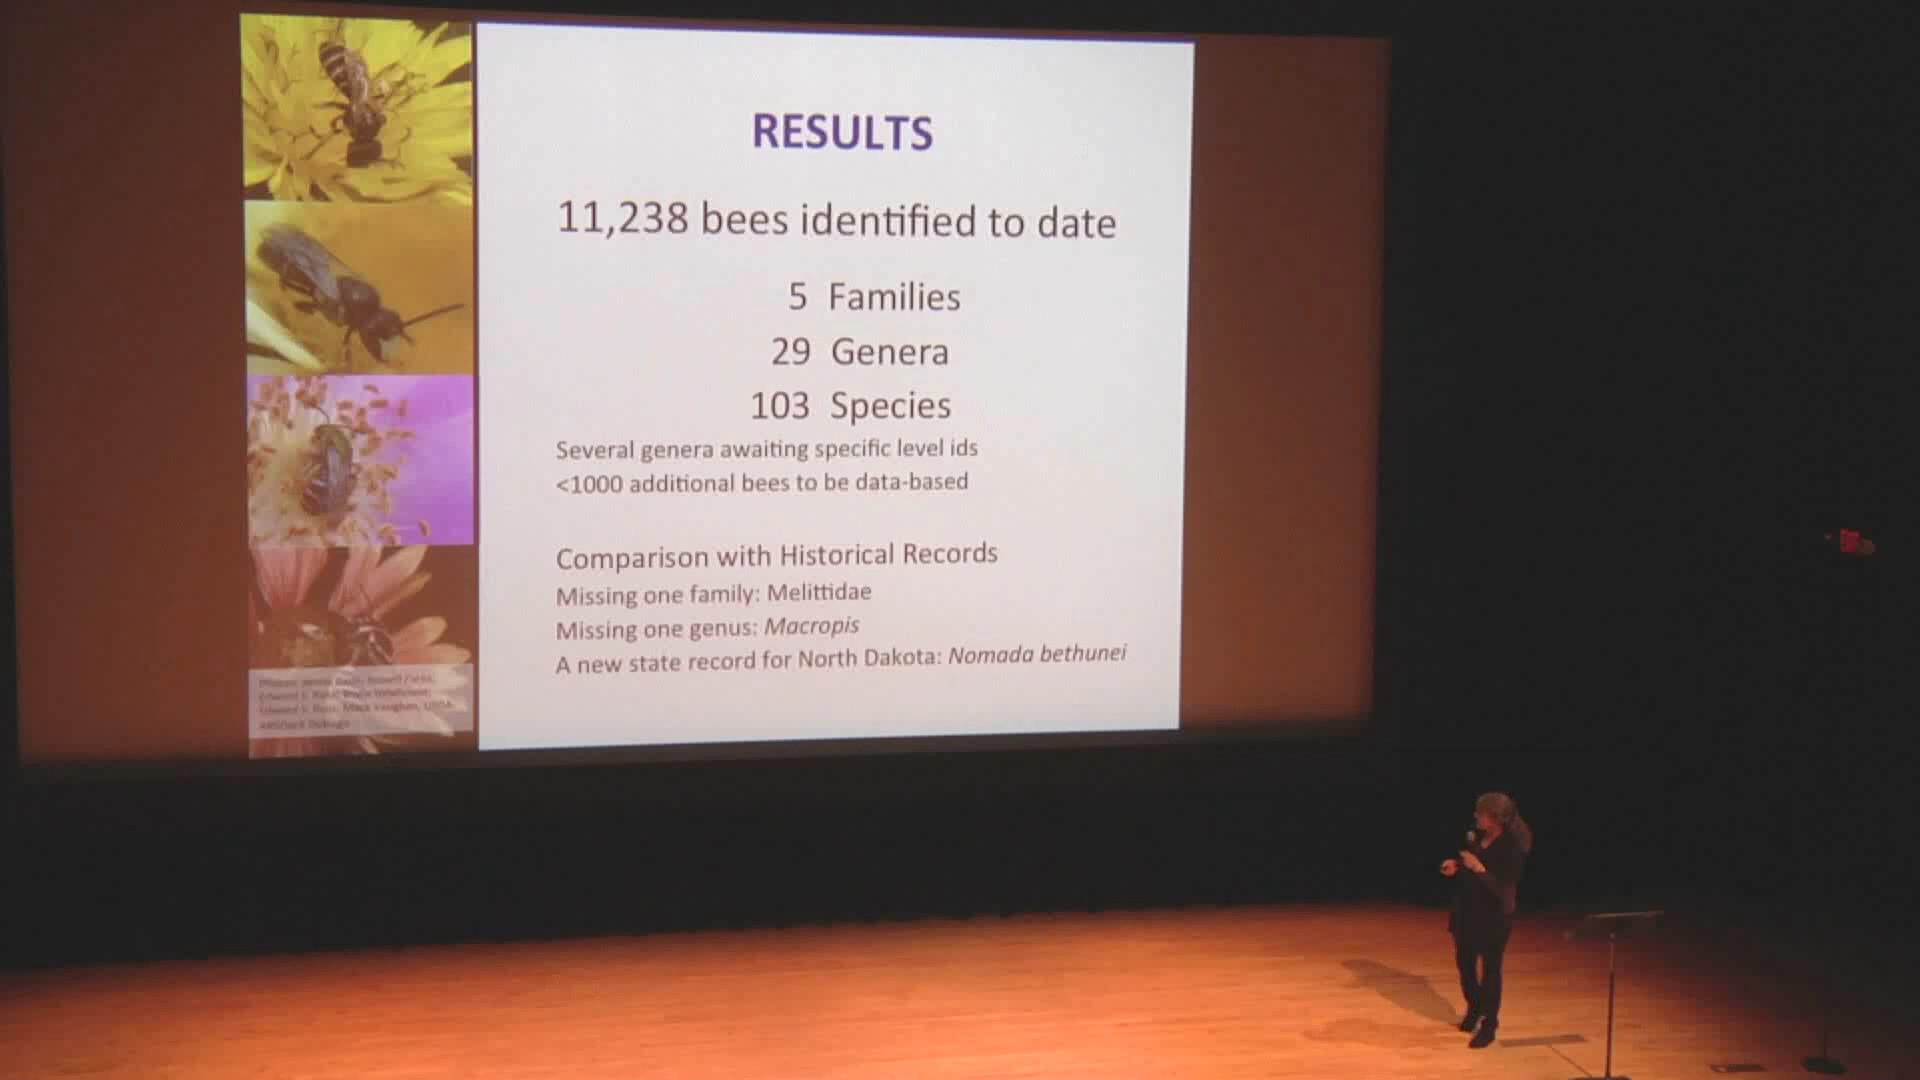 RESULTS
11,238 bees identified to date
5 Families
29 Genera
103 Species
Several genera awaiting specific level ids
<1000 additional bees to be data-based
Comparison with Historical Records
Missing one family: Melittidae
Missing one genus: Macropis
A new state record for North Dakota: Nomada bethunei